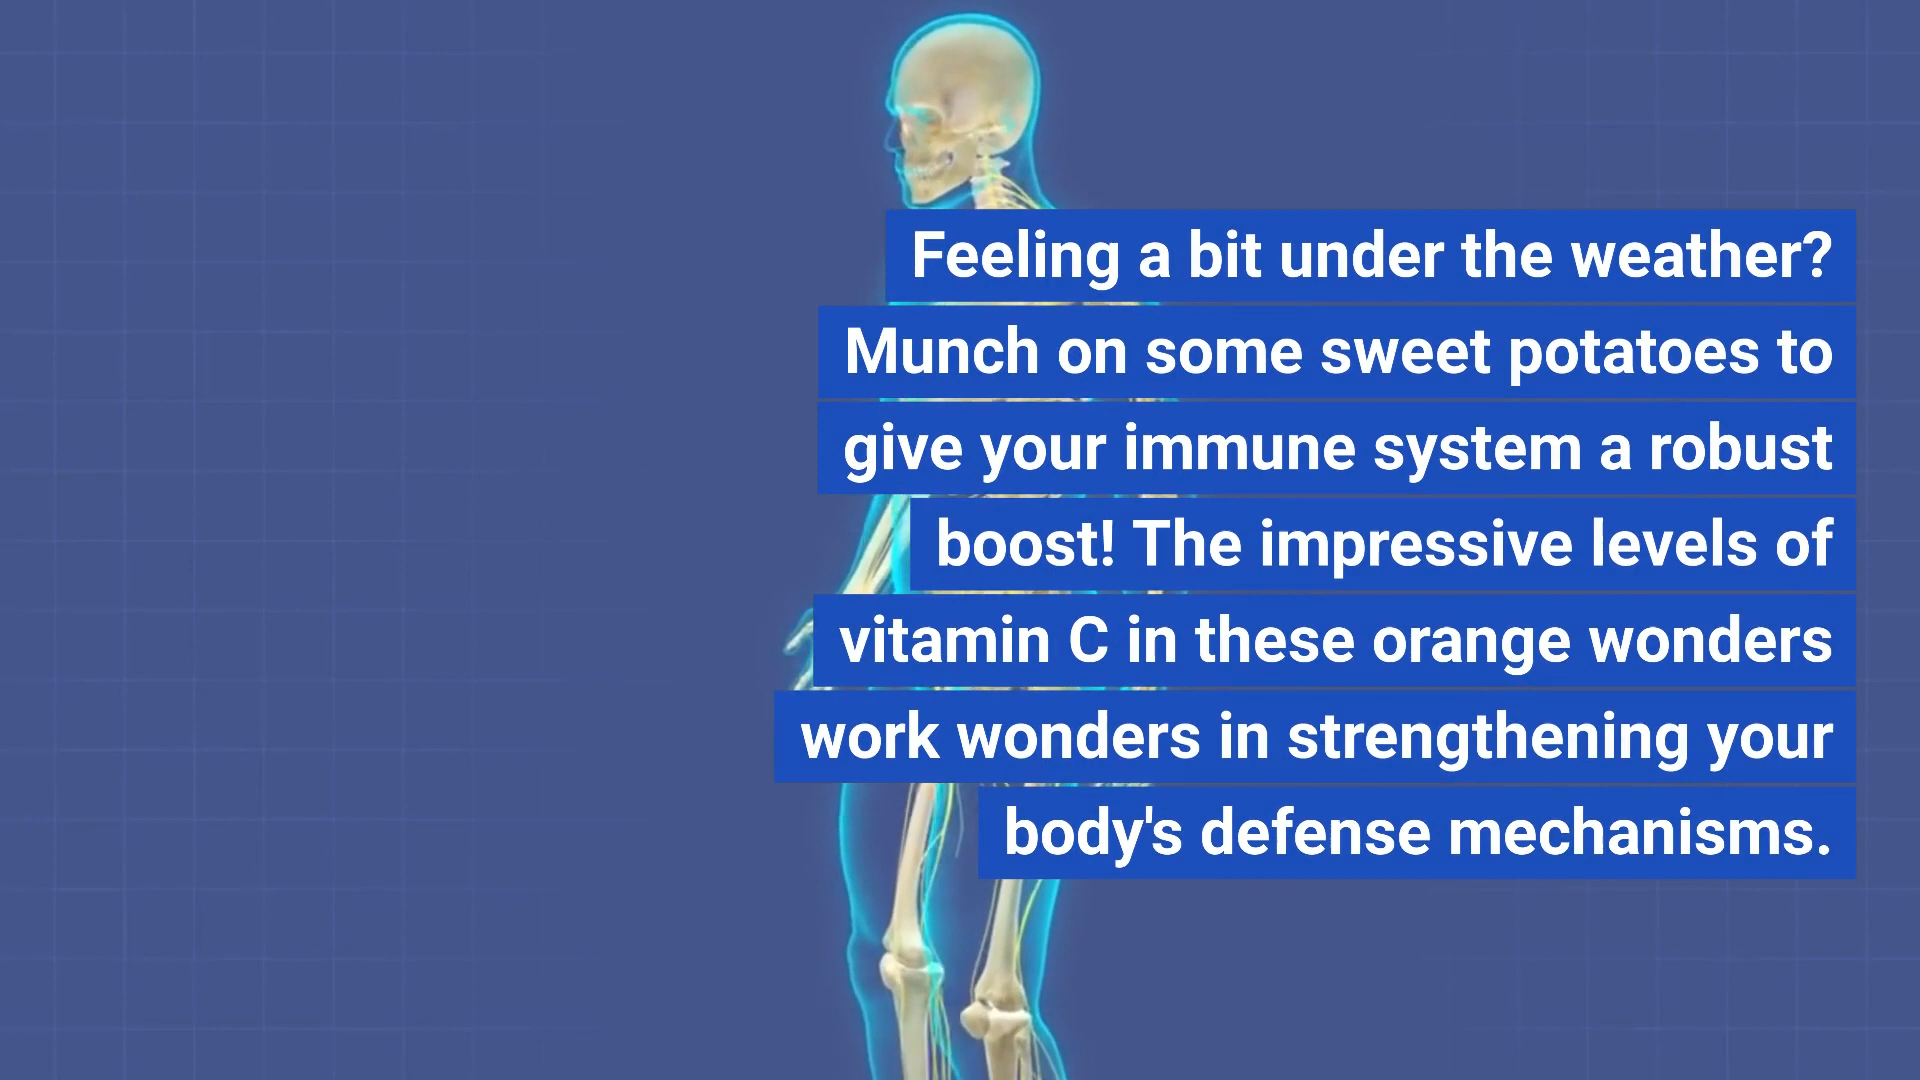 Feeling a bit under the weather?
Munch on some sweet potatoes to
give your immune system a robust
boost! The impressive levels of
vitamin C in these orange wonders
work wonders in strengthening your
body's defense mechanisms.